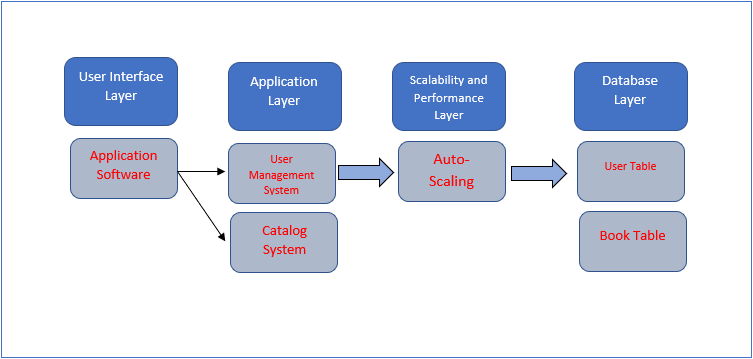 User Interface
Layer
Application
Layer
Scalability and
Performance
Layer
Database
Layer
Application
Software
User
Management
System
Auto-
Scaling
User Table
Catalog
System
Book Table